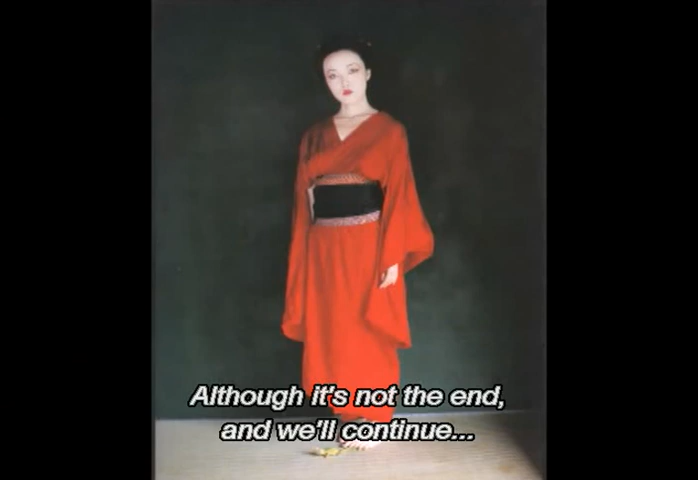 Although it's not the end,
and we'll continue...